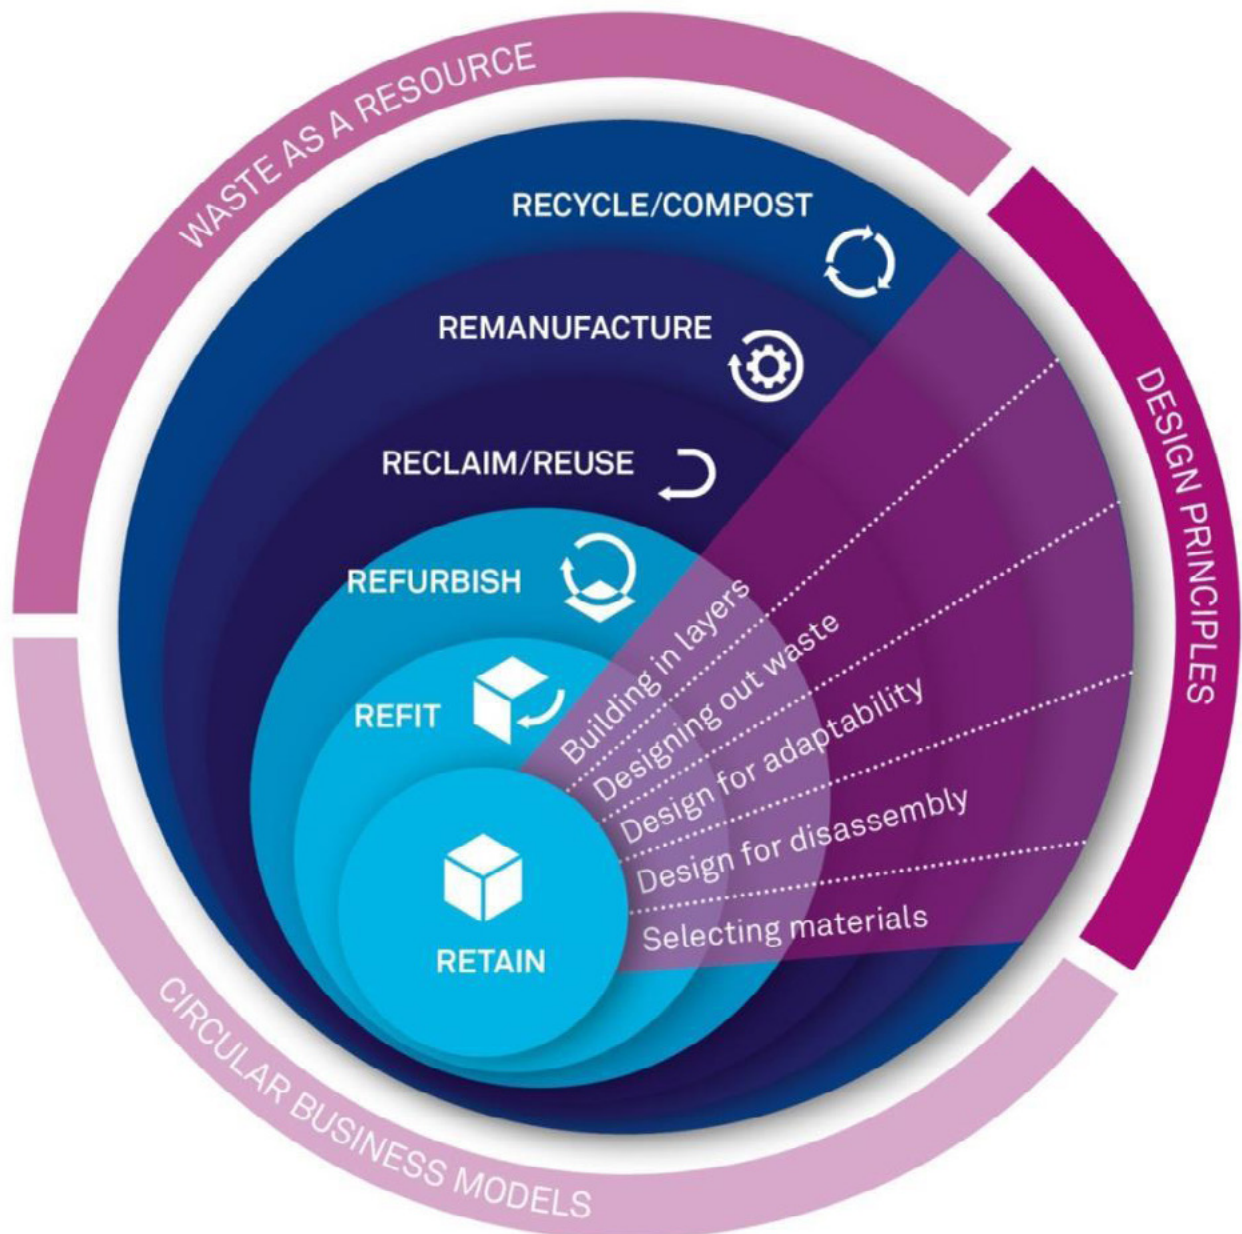 WASTE AS A RESOURCE
RECYCLE/COMPOST
REMANUFACTURE
RECLAIM/REUSE
REFURBISH
REFIT
RETAIN
Building in layers
Designing out waste
Design for adaptability
Design for disassembly
Selecting materials
DESIGN PRINCIPLES
CIRCULAR BUSINESS MODELS